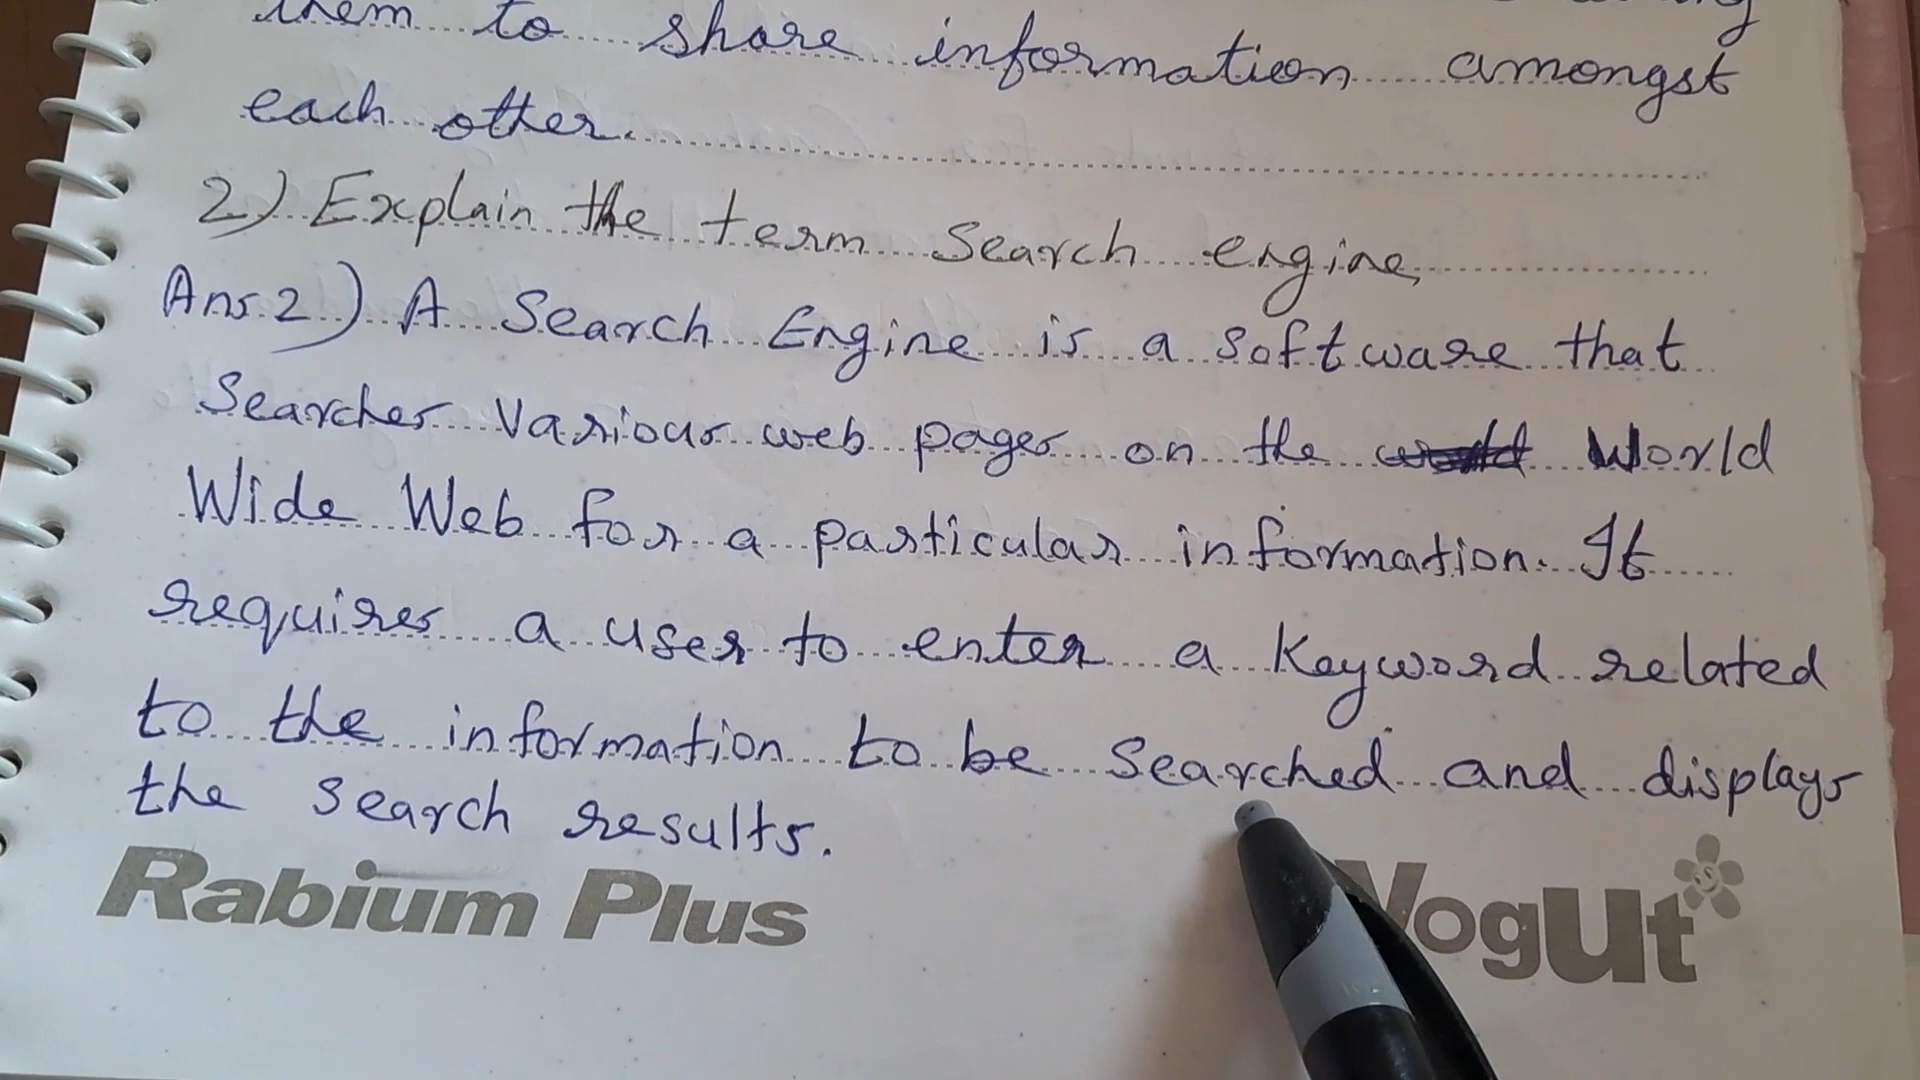 them to share information amongst
each other.
2) Explain the term Search engine.
Ans.2) A Search Engine is a software that
Searches Various web pages on the World
Wide Web for a particular information. It
requires a user to enter a keyword related
to the information to be Searched and displays
the search results.
Rabium Plus VogUt